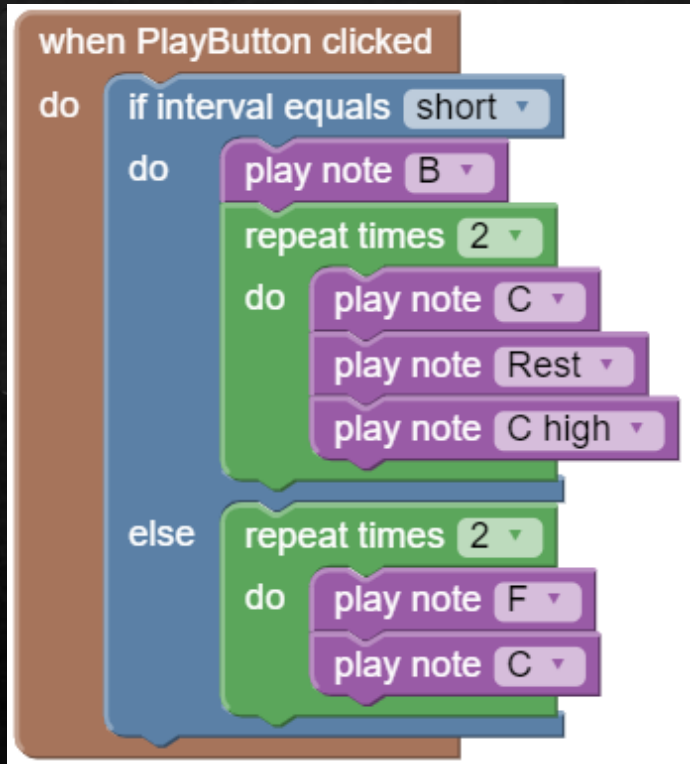 when PlayButton clicked
do if interval equals short
do play note B
repeat times 2
do play note C
play note Rest
play note C high
else repeat times 2
do play note F
play note C